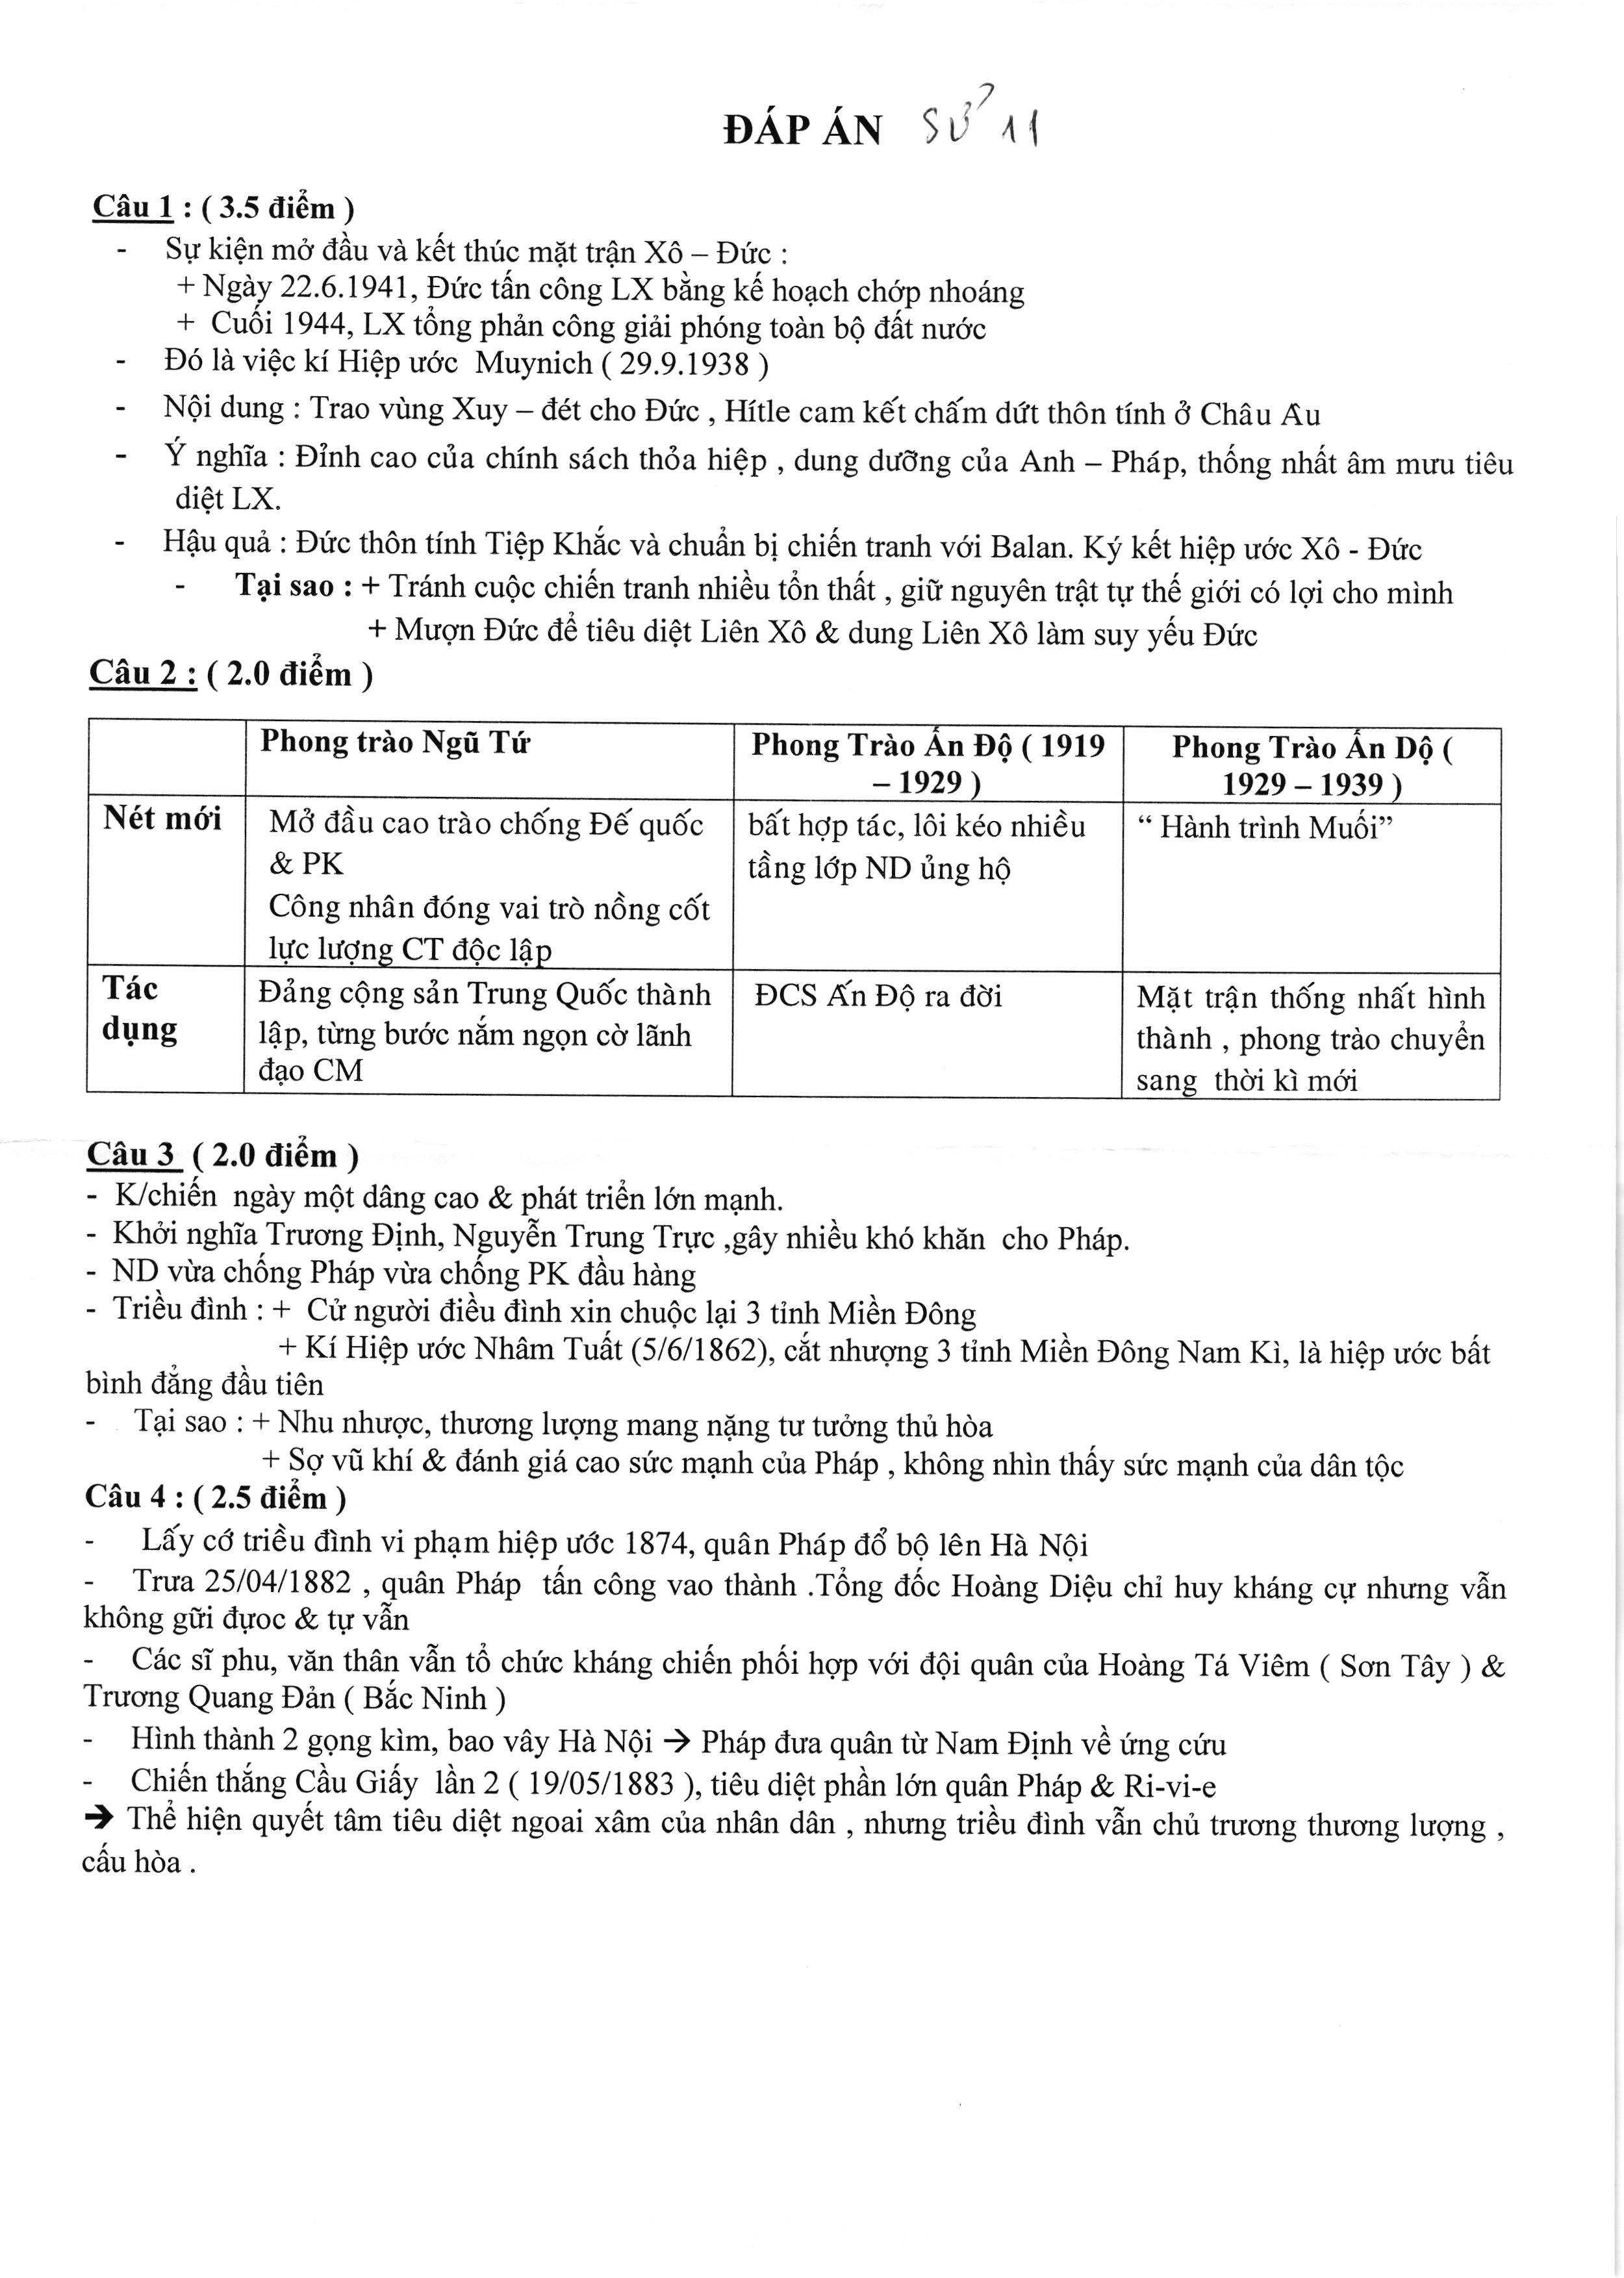 ĐÁP ÁN SỬ 11
Câu 1 : ( 3.5 điểm )
- Sự kiện mở đầu và kết thúc mặt trận Xô – Đức :
+ Ngày 22.6.1941, Đức tấn công LX bằng kế hoạch chớp nhoáng
+ Cuối 1944, LX tổng phản công giải phóng toàn bộ đất nước
- Đó là việc kí Hiệp ước Muynich ( 29.9.1938 )
- Nội dung : Trao vùng Xuy – đét cho Đức , Hítle cam kết chấm dứt thôn tính ở Châu Âu
- Ý nghĩa : Đỉnh cao của chính sách thỏa hiệp , dung dưỡng của Anh – Pháp, thống nhất âm mưu tiêu
diệt LX.
- Hậu quả : Đức thôn tính Tiệp Khắc và chuẩn bị chiến tranh với Balan. Ký kết hiệp ước Xô - Đức
- Tại sao : + Tránh cuộc chiến tranh nhiều tổn thất , giữ nguyên trật tự thế giới có lợi cho mình
+ Mượn Đức để tiêu diệt Liên Xô & dung Liên Xô làm suy yếu Đức
Câu 2 : ( 2.0 điểm )
Phong trào Ngũ Tứ
Phong Trào Ấn Độ ( 1919
– 1929 )
Phong Trào Ấn Dộ (
1929 – 1939 )
Nét mới
Mở đầu cao trào chống Đế quốc
& PK
Công nhân đóng vai trò nồng cốt
lực lượng CT độc lập
bất hợp tác, lôi kéo nhiều
tầng lớp ND ủng hộ
“ Hành trình Muối”
Tác
dụng
Đảng cộng sản Trung Quốc thành
lập, từng bước nắm ngọn cờ lãnh
đạo CM
ĐCS Ấn Độ ra đời
Mặt trận thống nhất hình
thành , phong trào chuyển
sang thời kì mới
Câu 3 ( 2.0 điểm )
- K/chiến ngày một dâng cao & phát triển lớn mạnh.
- Khởi nghĩa Trương Định, Nguyễn Trung Trực ,gây nhiều khó khăn cho Pháp.
- ND vừa chống Pháp vừa chống PK đầu hàng
- Triều đình : + Cử người điều đình xin chuộc lại 3 tỉnh Miền Đông
+ Kí Hiệp ước Nhâm Tuất (5/6/1862), cắt nhượng 3 tỉnh Miền Đông Nam Kì, là hiệp ước bất
bình đẳng đầu tiên
- Tại sao : + Nhu nhược, thương lượng mang nặng tư tưởng thủ hòa
+ Sợ vũ khí & đánh giá cao sức mạnh của Pháp , không nhìn thấy sức mạnh của dân tộc
Câu 4 : ( 2.5 điểm )
- Lấy cớ triều đình vi phạm hiệp ước 1874, quân Pháp đổ bộ lên Hà Nội
- Trưa 25/04/1882 , quân Pháp tấn công vao thành .Tổng đốc Hoàng Diệu chỉ huy kháng cự nhưng vẫn
không gữi đựoc & tự vẫn
- Các sĩ phu, văn thân vẫn tổ chức kháng chiến phối hợp với đội quân của Hoàng Tá Viêm ( Sơn Tây ) &
Trương Quang Đản ( Bắc Ninh )
- Hình thành 2 gọng kìm, bao vây Hà Nội ➔ Pháp đưa quân từ Nam Định về ứng cứu
- Chiến thắng Cầu Giấy lần 2 ( 19/05/1883 ), tiêu diệt phần lớn quân Pháp & Ri-vi-e
➔ Thể hiện quyết tâm tiêu diệt ngoai xâm của nhân dân , nhưng triều đình vẫn chủ trương thương lượng ,
cấu hòa .